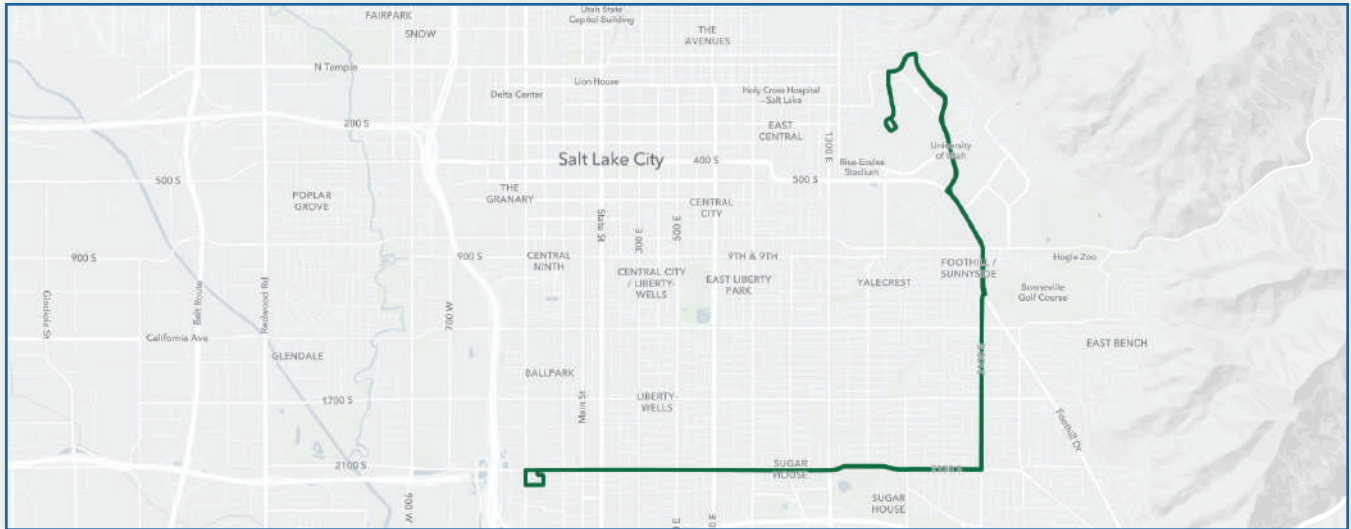 Utah State
Capitol Building
FAIRPARK
SNOW
THE
AVENUES
N Temple
Lion House
Delta Center
Holy Cross Hospital
- Salt Lake
200 S
EAST
CENTRAL
1300 E
University
of Utah
Salt Lake City
400 S
Rice-Eccles
Stadium
500 S
500 S
THE
GRANARY
POPLAR
GROVE
CENTRAL
CITY
State St
300 E
500 E
900 S
900 S
CENTRAL
NINTH
9TH & 9TH
FOOTHILL /
SUNNYSIDE
Hogle Zoo
CENTRAL CITY
/ LIBERTY-
WELLS
EAST LIBERTY
PARK
YALECREST
Bonneville
Golf Course
Gladiola St
Belt Route
Redwood Rd
700 W
California Ave
GLENDALE
EAST BENCH
BALLPARK
Main St
LIBERTY-
WELLS
1700 S
Foothill Dr
2100 S
SUGAR
HOUSE
2100 S
SUGAR
HOUSE
900 W